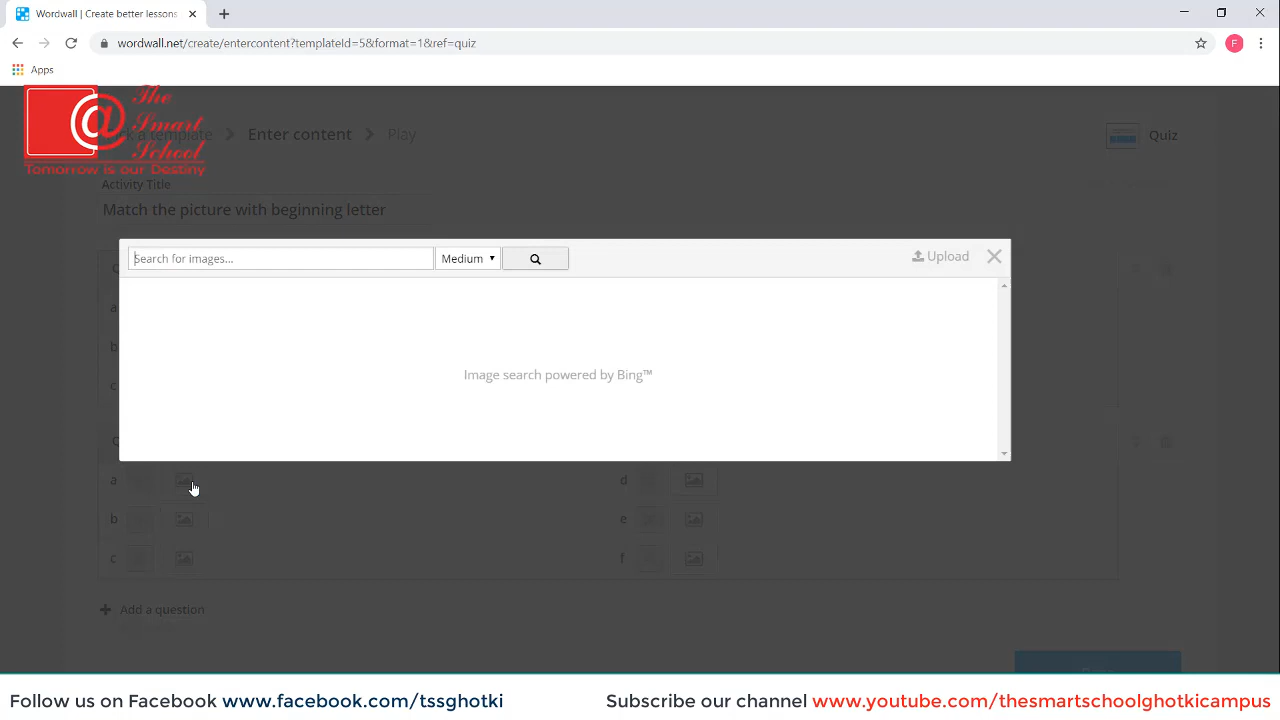 Wordwall | Create better lessons
wordwall.net/create/entercontent?templateId=5&format=1&ref=quiz
F
Apps
The
Smart
School
Tomorrow is our Destiny
a template > Enter content > Play
Quiz
Activity Title
Match the picture with beginning letter
Search for images...
Medium
Upload
Image search powered by Bing™
a
b
c
a
d
b
e
c
f
+ Add a question
Follow us on Facebook www.facebook.com/tssghotki
Subscribe our channel www.youtube.com/thesmartschoolghotkicampus